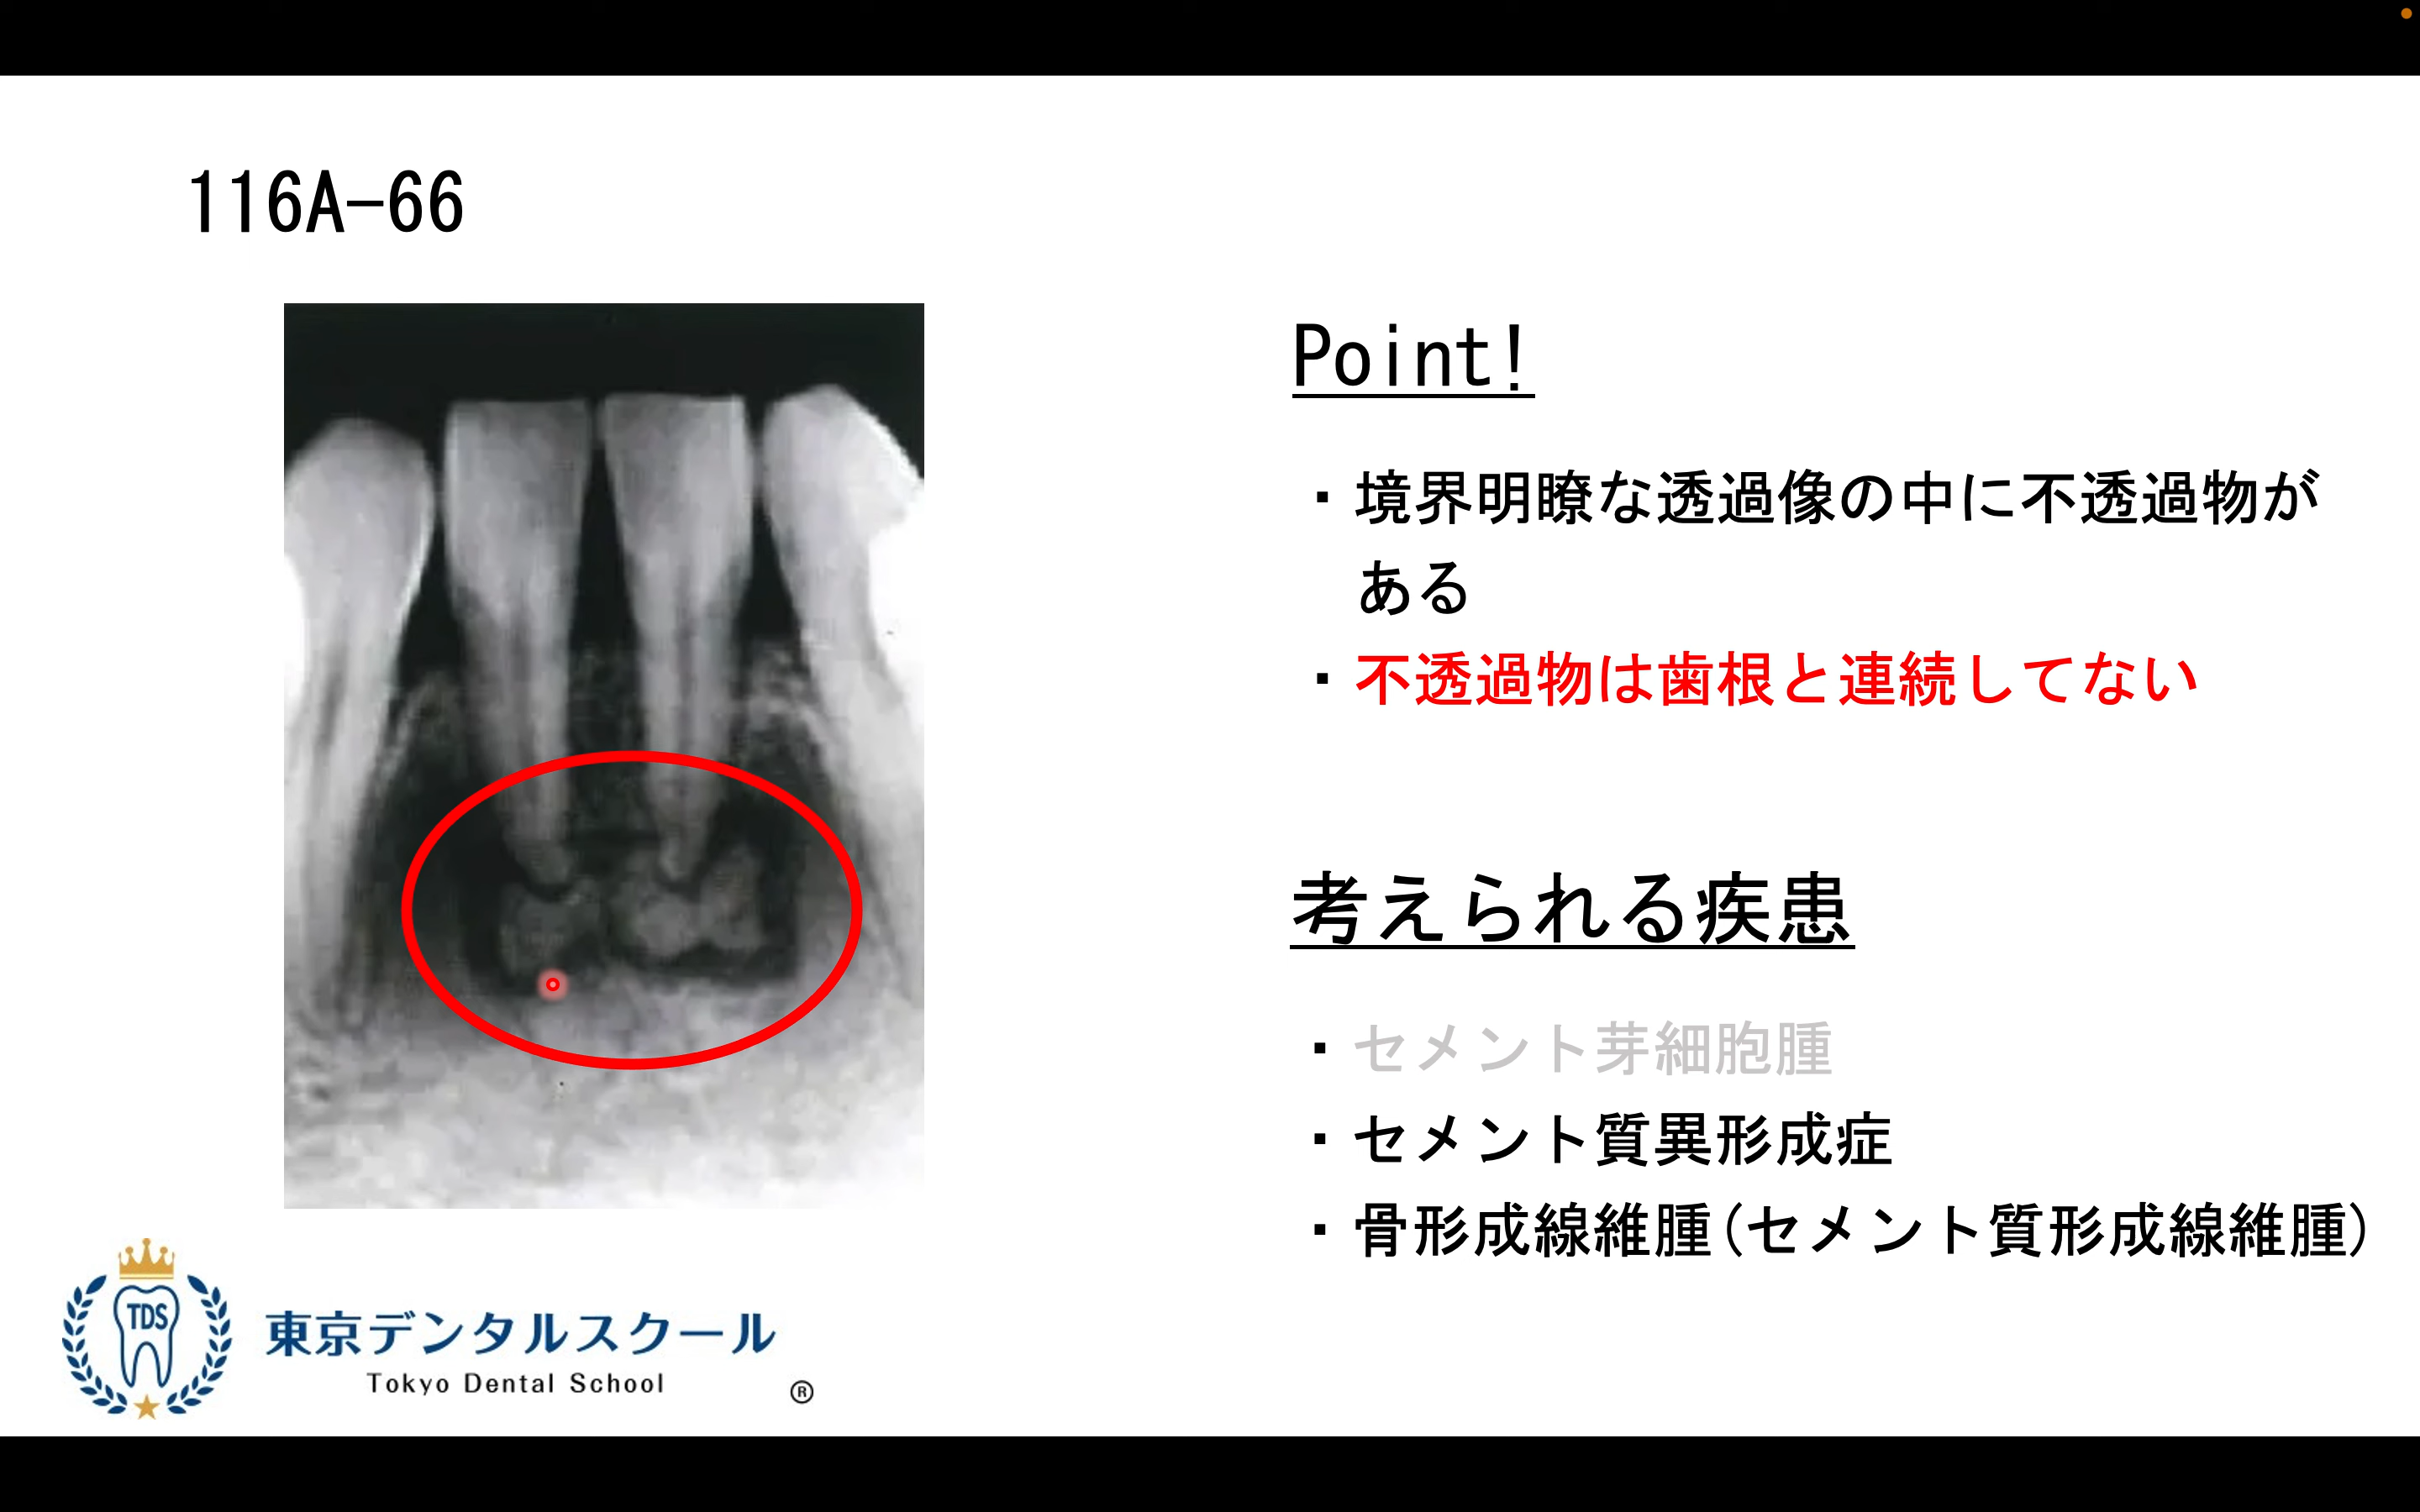 116A-66
Point!
・境界明瞭な透過像の中に不透過物が
ある
・不透過物は歯根と連続してない
考えられる疾患
・セメント芽細胞腫
・セメント質異形成症
・骨形成線維腫(セメント質形成線維腫)
TDS
東京デンタルスクール
Tokyo Dental School
®